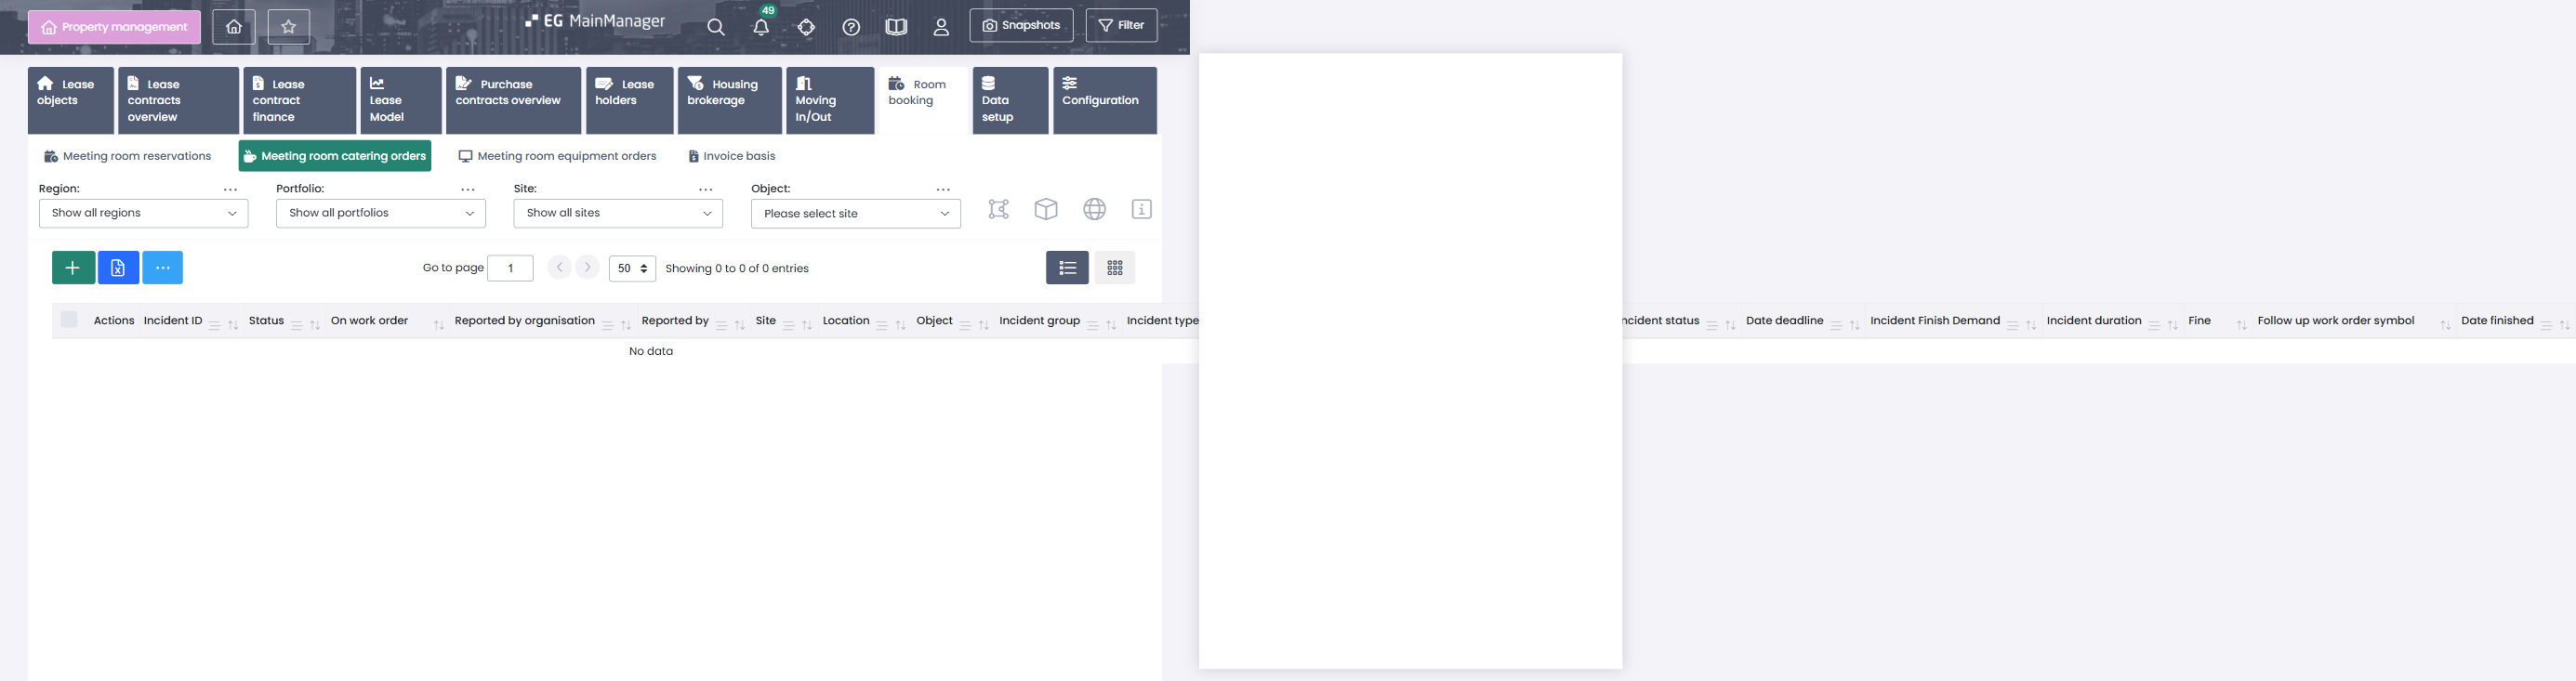 Property management
EG MainManager
49
Snapshots
Filter
Lease objects
Lease contracts overview
Lease contract finance
Lease Model
Purchase contracts overview
Lease holders
Housing brokerage
Moving In/Out
Room booking
Data setup
Configuration
Meeting room reservations
Meeting room catering orders
Meeting room equipment orders
Invoice basis
Region:
Portfolio:
Site:
Object:
Show all regions
Show all portfolios
Show all sites
Please select site
Go to page 1
50
Showing 0 to 0 of 0 entries
Actions Incident ID Status On work order Reported by organisation Reported by Site Location Object Incident group Incident type ncident status Date deadline Incident Finish Demand Incident duration Fine Follow up work order symbol Date finished
No data